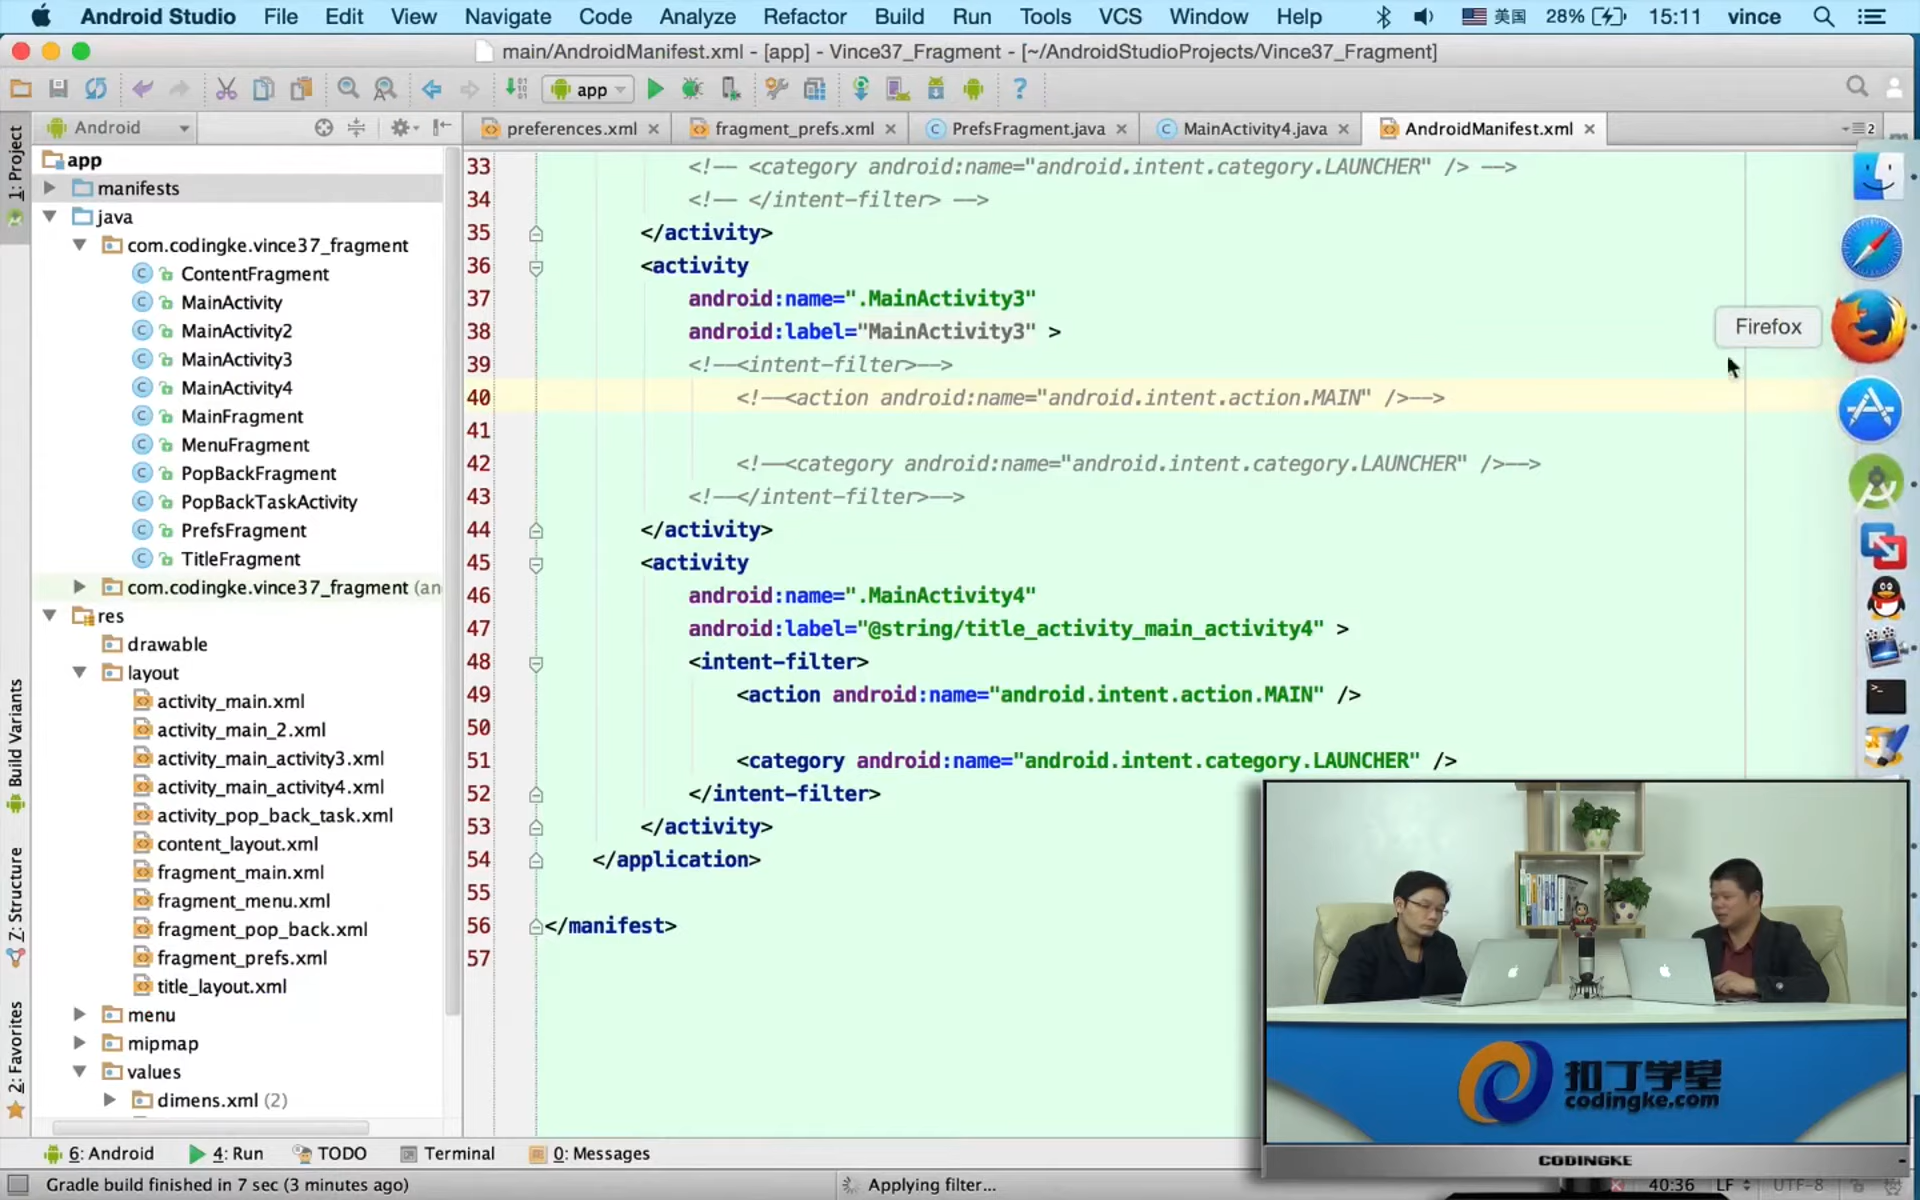 Android Studio File Edit View Navigate Code Analyze Refactor Build Run Tools VCS Window Help 美国 28% 15:11 vince
main/AndroidManifest.xml - [app] - Vince37_Fragment - [~/AndroidStudioProjects/Vince37_Fragment]
app
?
Android
preferences.xml
fragment_prefs.xml
PrefsFragment.java
MainActivity4.java
AndroidManifest.xml
2
1: Project
Build Variants
Z: Structure
2: Favorites
app
manifests
java
com.codingke.vince37_fragment
ContentFragment
MainActivity
MainActivity2
MainActivity3
MainActivity4
MainFragment
MenuFragment
PopBackFragment
PopBackTaskActivity
PrefsFragment
TitleFragment
com.codingke.vince37_fragment (an
res
drawable
layout
activity_main.xml
activity_main_2.xml
activity_main_activity3.xml
activity_main_activity4.xml
activity_pop_back_task.xml
content_layout.xml
fragment_main.xml
fragment_menu.xml
fragment_pop_back.xml
fragment_prefs.xml
title_layout.xml
menu
mipmap
values
dimens.xml (2)
33 <!-- <category android:name="android.intent.category.LAUNCHER" /> -->
34 <!-- </intent-filter> -->
35 </activity>
36 <activity
37 android:name=".MainActivity3"
38 android:label="MainActivity3" >
39 <!--<intent-filter>-->
40 <!--<action android:name="android.intent.action.MAIN" />-->
41
42 <!--<category android:name="android.intent.category.LAUNCHER" />-->
43 <!--</intent-filter>-->
44 </activity>
45 <activity
46 android:name=".MainActivity4"
47 android:label="@string/title_activity_main_activity4" >
48 <intent-filter>
49 <action android:name="android.intent.action.MAIN" />
50
51 <category android:name="android.intent.category.LAUNCHER" />
52 </intent-filter>
53 </activity>
54 </application>
55
56 </manifest>
57
Firefox
扣丁学堂
codingke.com
CODINGKE
6: Android 4: Run TODO Terminal 0: Messages
Gradle build finished in 7 sec (3 minutes ago) Applying filter... 40:36 LF UTF-8